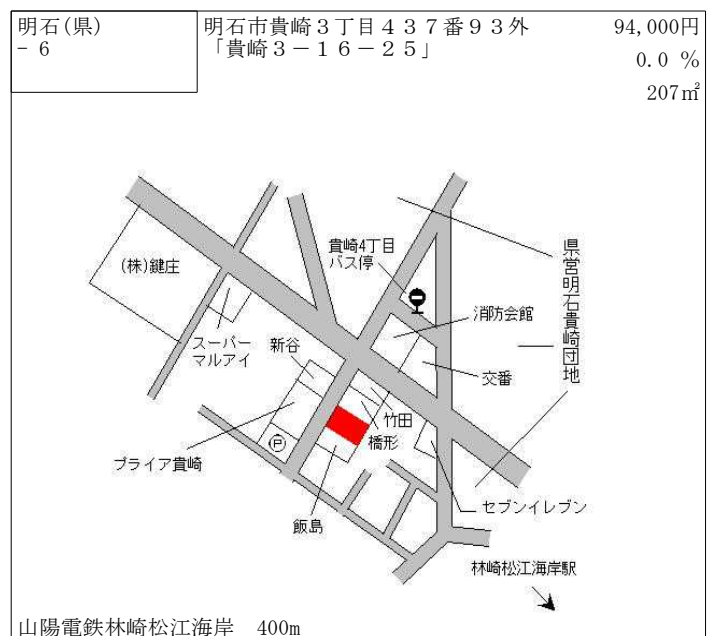 明石(県)
－6
明石市貴崎３丁目４３７番９３外
「貴崎３－１６－２５」
94,000円
0.0 %
207㎡
貴崎4丁目
バス停
県営明石貴崎団地
(株)鍵庄
消防会館
スーパー
マルアイ
新谷
交番
竹田
橋形
プライア貴崎
Ｐ
セブンイレブン
飯島
林崎松江海岸駅
山陽電鉄林崎松江海岸　400m